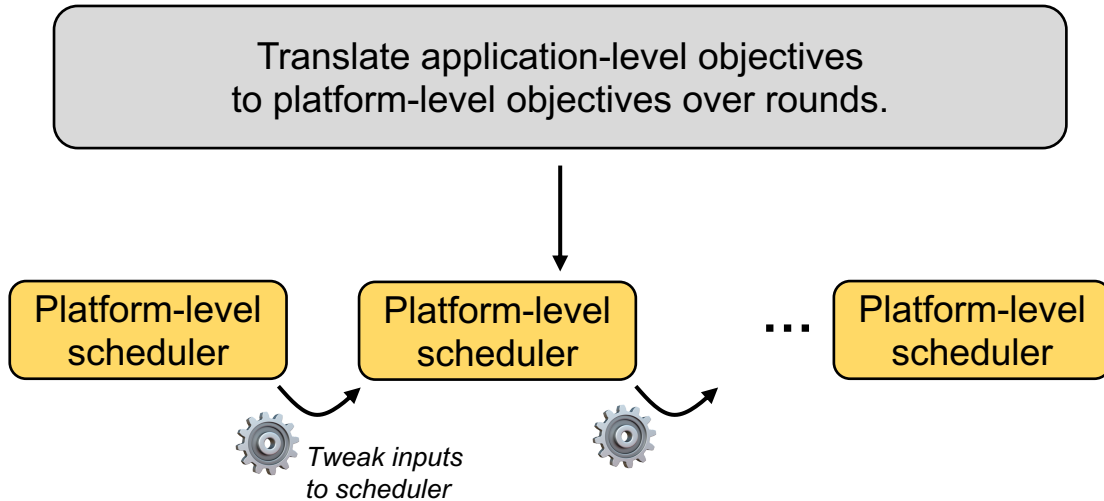 Translate application-level objectives
to platform-level objectives over rounds.
Platform-level
scheduler
Platform-level
scheduler
...
Platform-level
scheduler
Tweak inputs
to scheduler